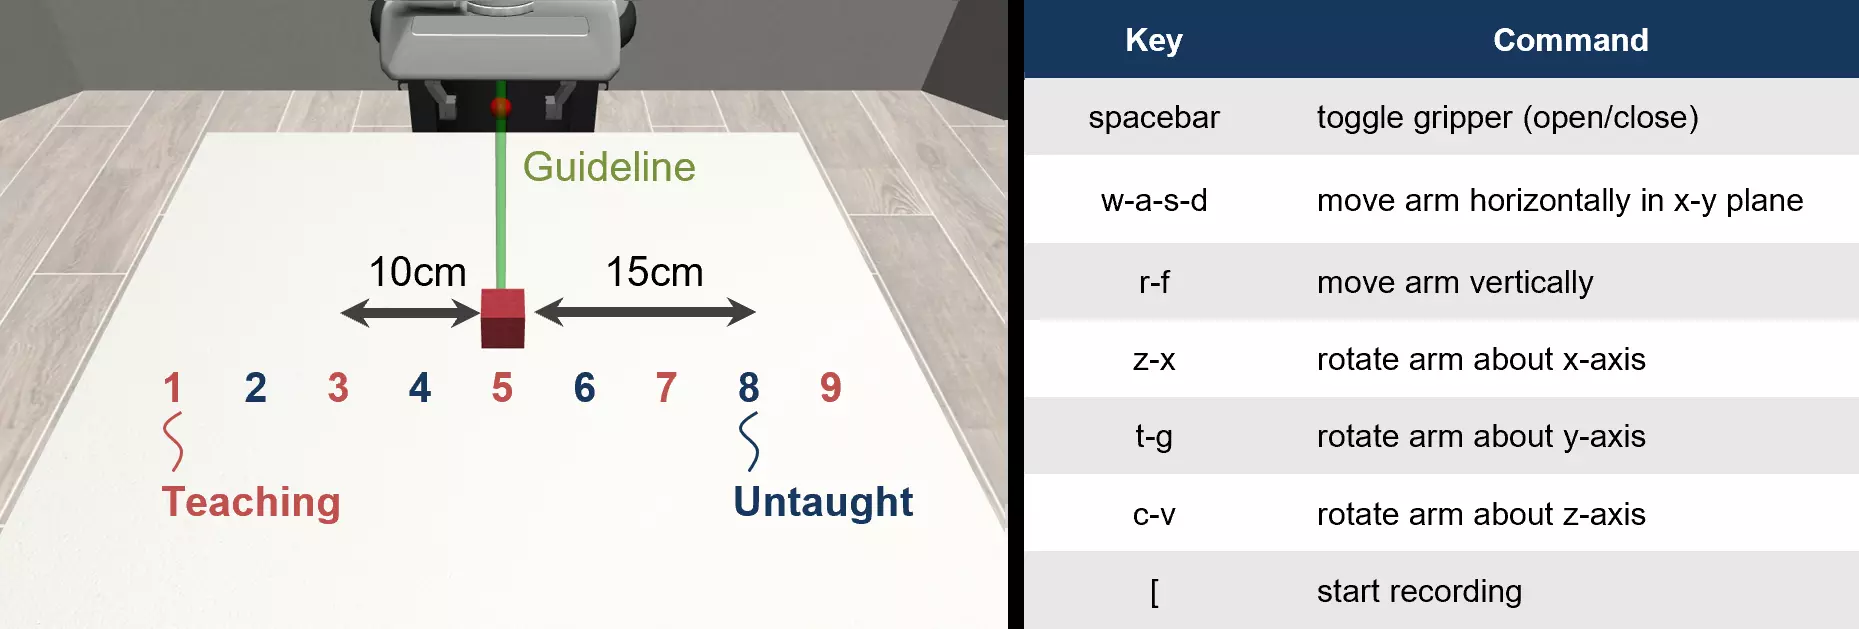 Guideline
10cm 15cm
1 2 3 4 5 6 7 8 9
Teaching Untaught
Key Command
spacebar toggle gripper (open/close)
w-a-s-d move arm horizontally in x-y plane
r-f move arm vertically
z-x rotate arm about x-axis
t-g rotate arm about y-axis
c-v rotate arm about z-axis
[ start recording